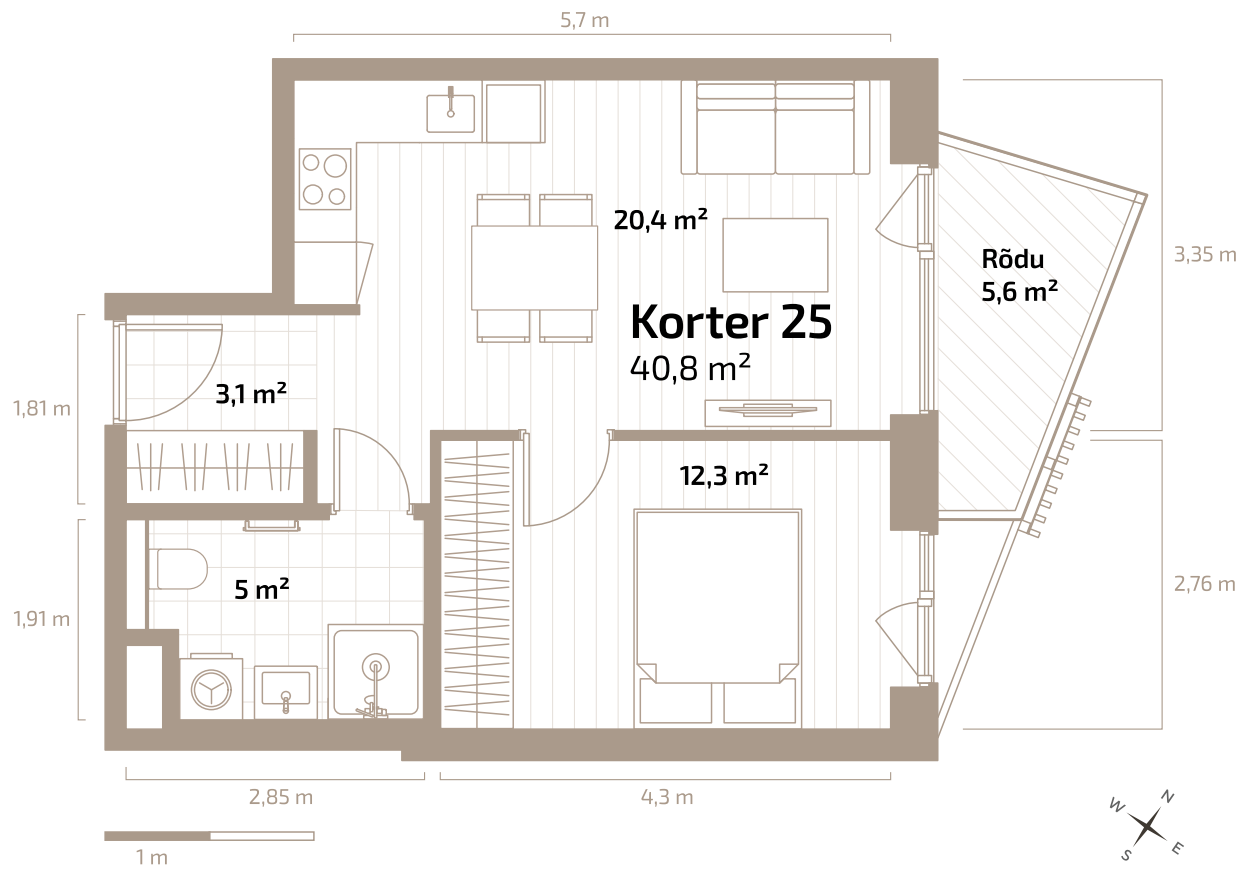 5,7 m
20,4 m²
Rõdu
5,6 m²
3,35 m
Korter 25
40,8 m²
3,1 m²
1,81 m
12,3 m²
5 m²
2,76 m
1,91 m
2,85 m
4,3 m
1 m
N
W
E
S